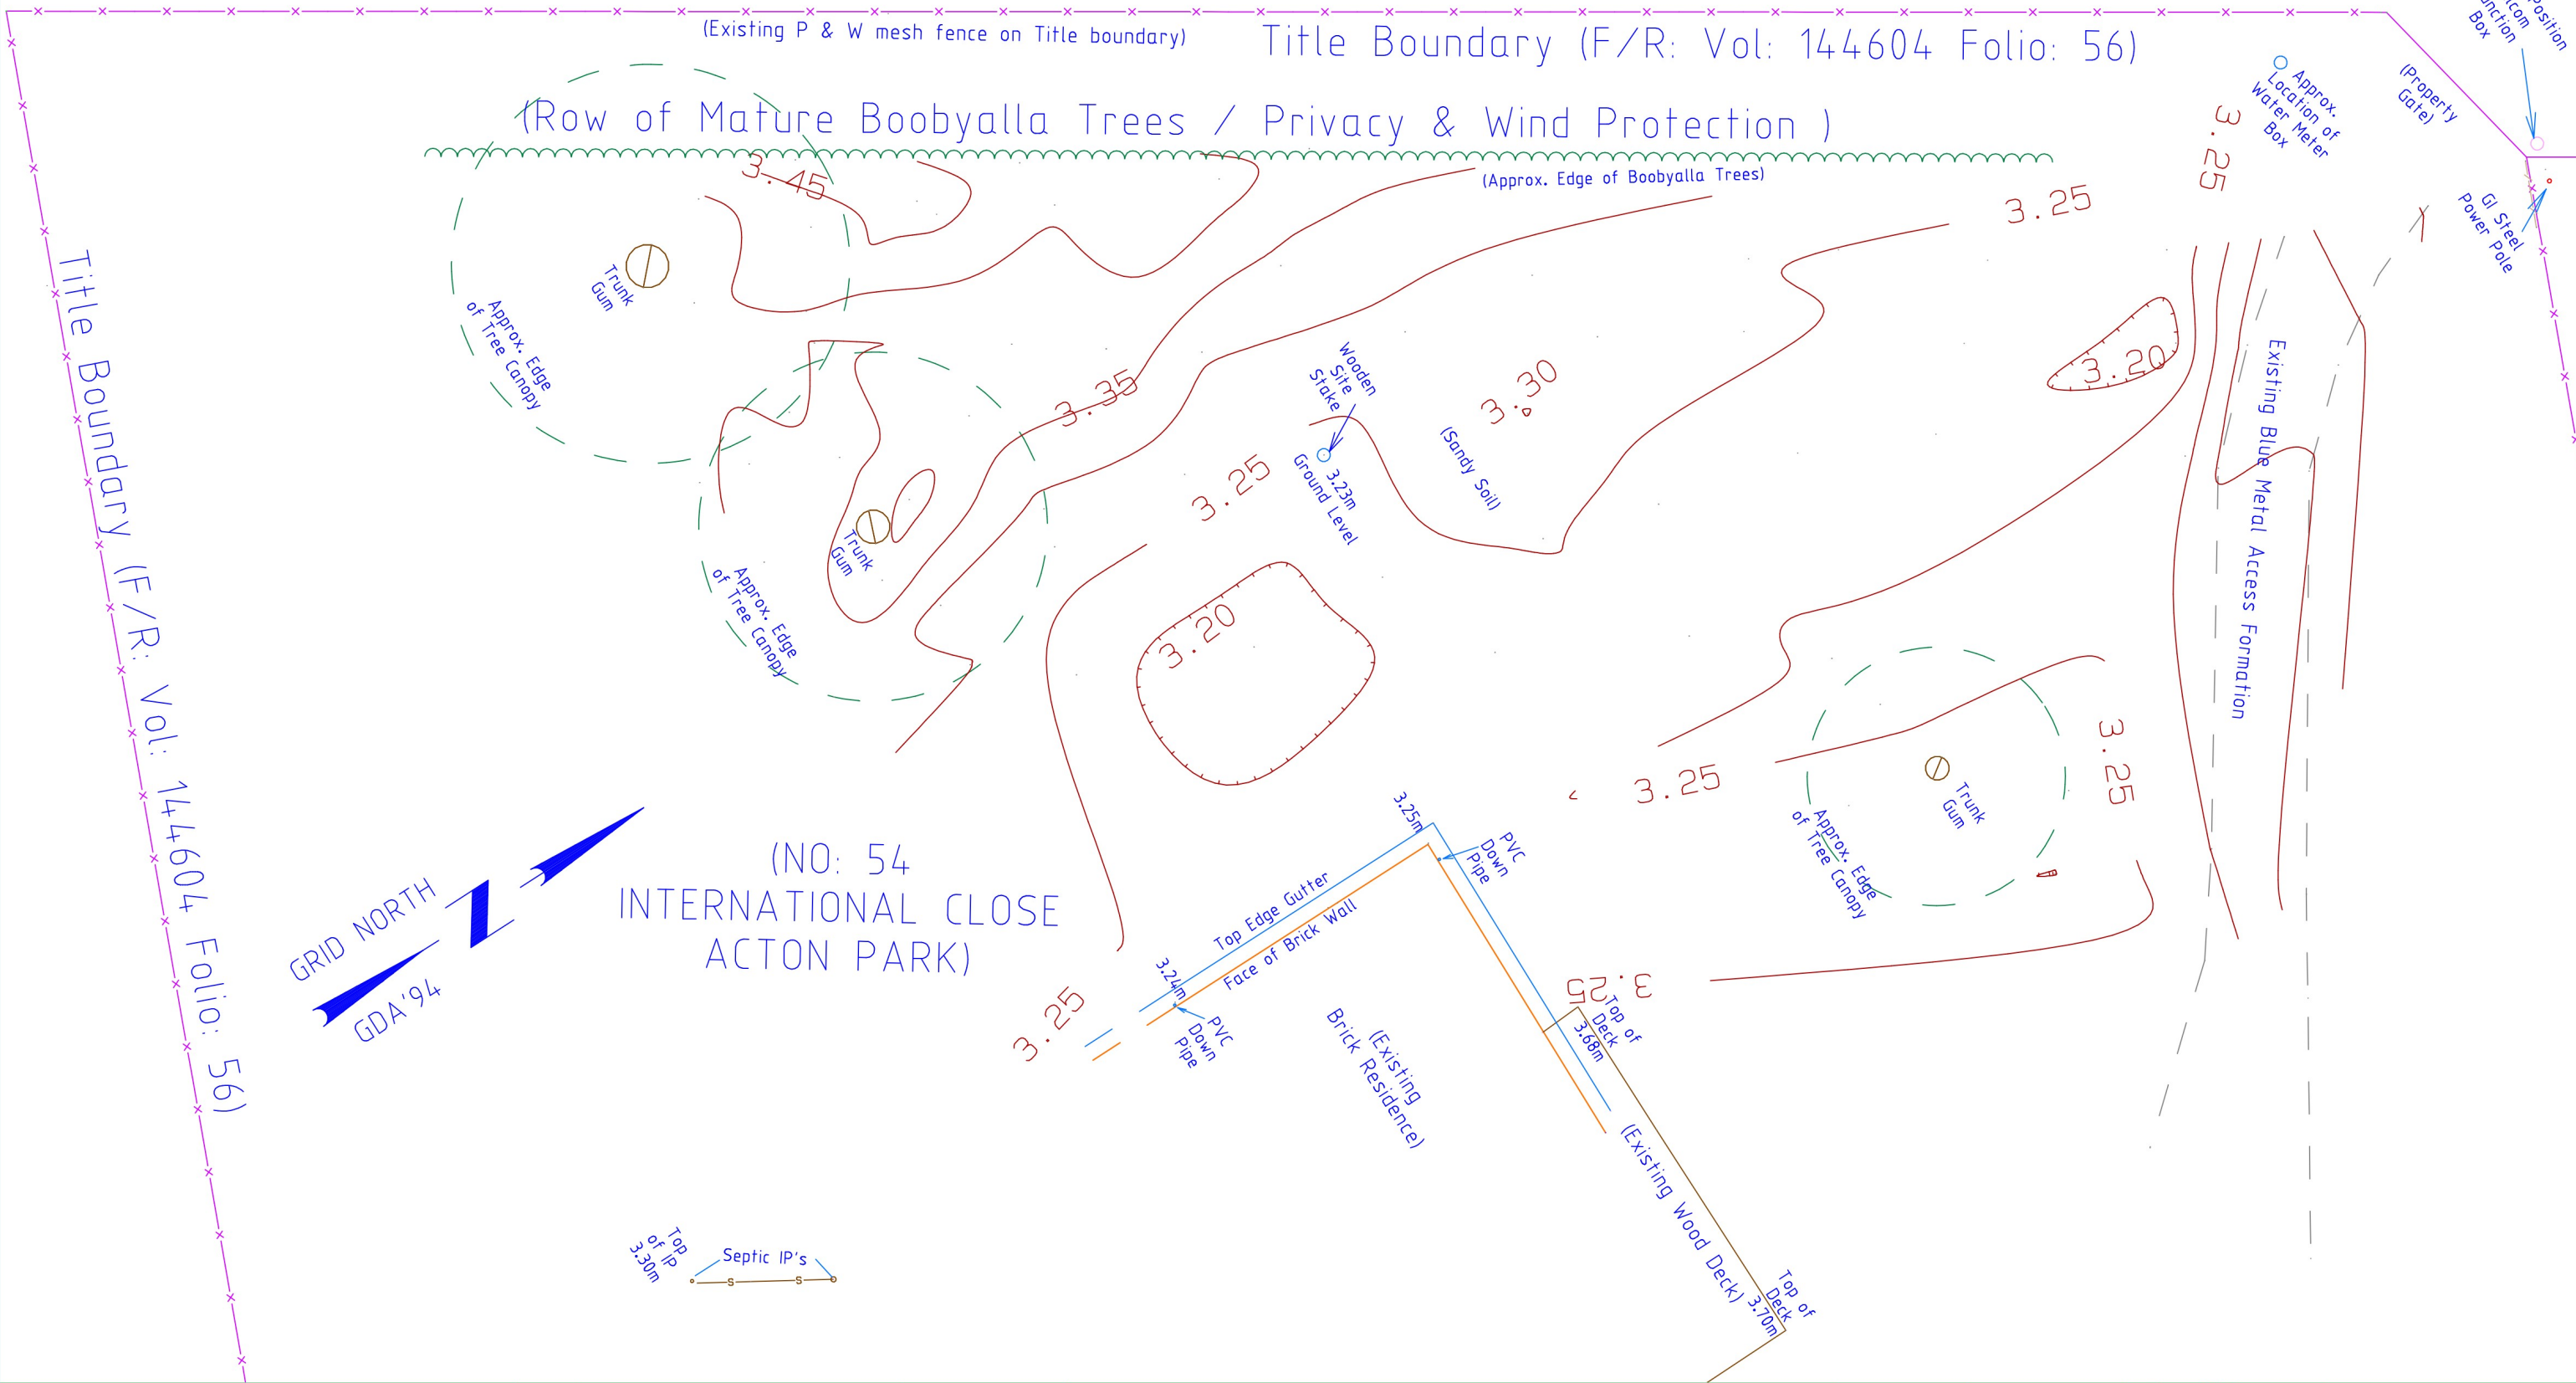 (Existing P & W mesh fence on Title boundary)
Title Boundary (F/R: Vol: 144604 Folio: 56)
Position
Box
(Property
Gate)
Approx.
Location of
Water Meter
Box
(Row of Mature Boobyalla Trees / Privacy & Wind Protection )
(Approx. Edge of Boobyalla Trees)
3.45
3.25
3.25
GI Steel
Power Pole
Title Boundary (F/R: Vol: 144604 Folio: 56)
Trunk
Gum
Approx. Edge
of Tree Canopy
3.35
Wooden
Site
Stake
3.30
3.20
Existing Blue Metal Access Formation
(Sandy Soil)
3.25
3.23m
Ground Level
Trunk
Gum
Approx. Edge
of Tree Canopy
3.20
3.25
3.25
Trunk
Gum
Approx. Edge
of Tree Canopy
3.25m
PVC
Down
Pipe
GRID NORTH
N
GDA'94
(NO: 54
INTERNATIONAL CLOSE
ACTON PARK)
Top Edge Gutter
Face of Brick Wall
3.24m
PVC
Down
Pipe
3.25
3.25
Top of
Deck
3.68m
(Existing
Brick Residence)
(Existing Wood Deck)
Top of
Deck
3.70m
Top
of IP
3.30m
Septic IP's
S S